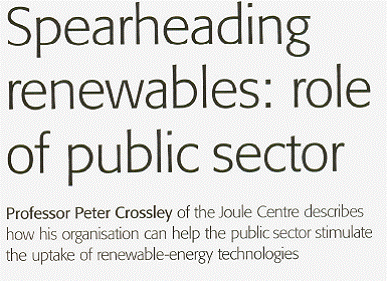 Spearheading
renewables: role
of public sector
Professor Peter Crossley of the Joule Centre describes
how his organisation can help the public sector stimulate
the uptake of renewable-energy technologies